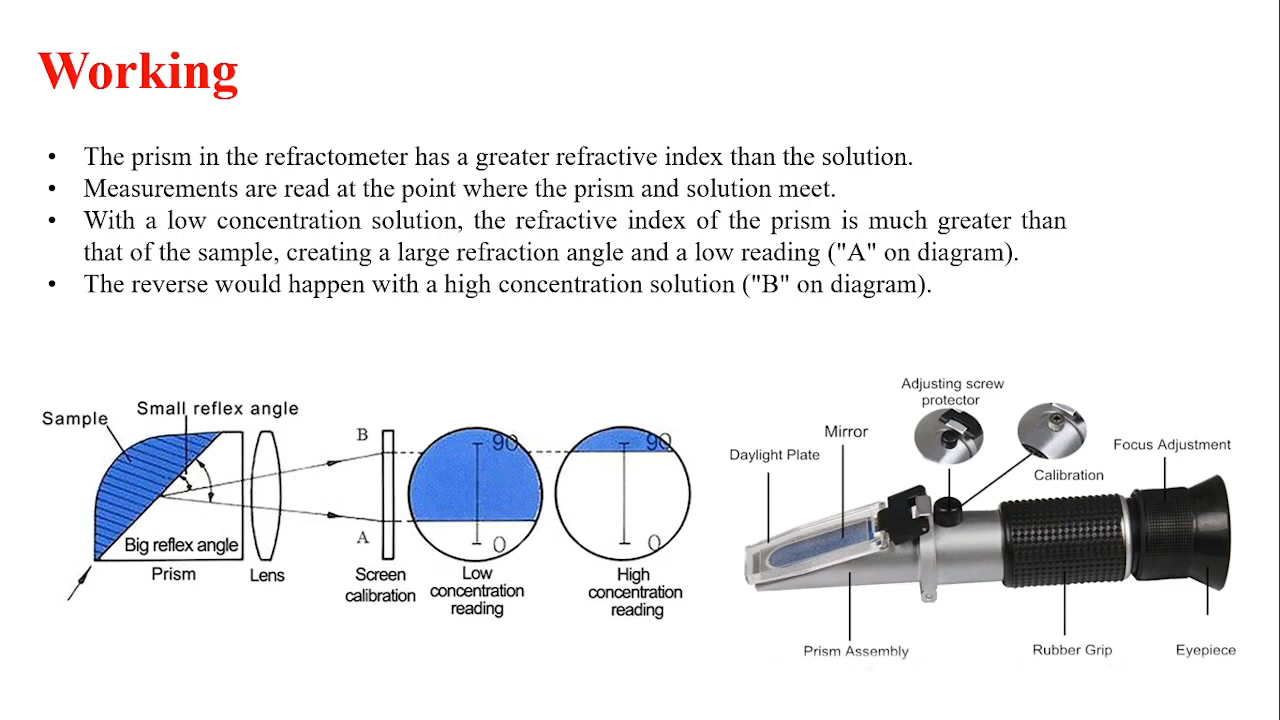 Working
• The prism in the refractometer has a greater refractive index than the solution.
• Measurements are read at the point where the prism and solution meet.
• With a low concentration solution, the refractive index of the prism is much greater than
that of the sample, creating a large refraction angle and a low reading ("A" on diagram).
• The reverse would happen with a high concentration solution ("B" on diagram).
Sample
Small reflex angle
Big reflex angle
Prism
Lens
B
A
Screen
calibration
90
0
Low
concentration
reading
90
0
High
concentration
reading
Adjusting screw
protector
Mirror
Daylight Plate
Calibration
Focus Adjustment
Prism Assembly
Rubber Grip
Eyepiece